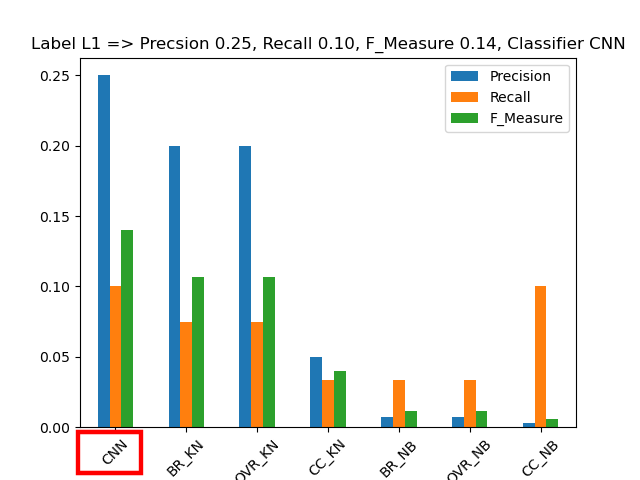 Label L1 => Precsion 0.25, Recall 0.10, F_Measure 0.14, Classifier CNN
Precision
Recall
F_Measure
0.25
0.20
0.15
0.10
0.05
0.00
CNN
BR_KN
OVR_KN
CC_KN
BR_NB
OVR_NB
CC_NB